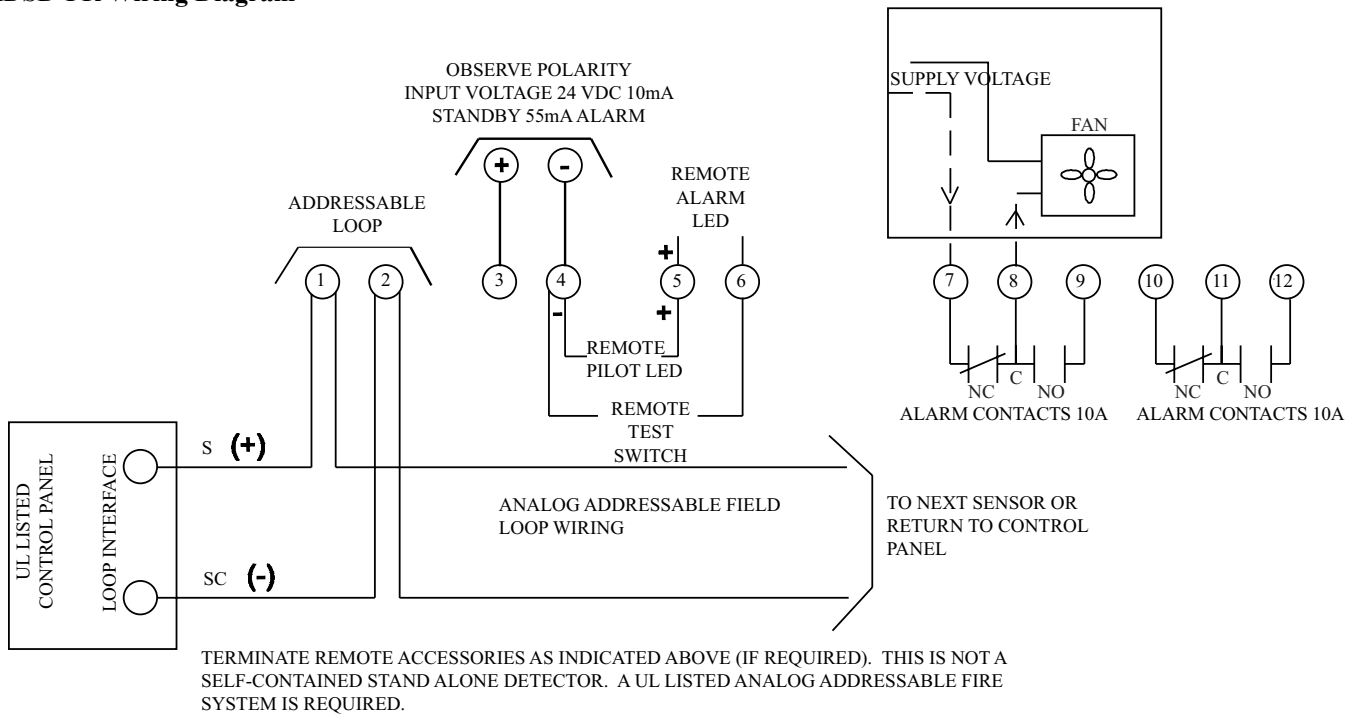 Wiring Diagram
OBSERVE POLARITY
INPUT VOLTAGE 24 VDC 10mA
STANDBY 55mA ALARM
+
-
ADDRESSABLE
LOOP
REMOTE
ALARM
LED
SUPPLY VOLTAGE
FAN
1
2
3
4
5
6
7
8
9
10
11
12
+
-
+
REMOTE
PILOT LED
REMOTE
TEST
SWITCH
NC
C
NO
ALARM CONTACTS 10A
NC
C
NO
ALARM CONTACTS 10A
UL LISTED
CONTROL PANEL
LOOP INTERFACE
S (+)
SC (-)
ANALOG ADDRESSABLE FIELD
LOOP WIRING
TO NEXT SENSOR OR
RETURN TO CONTROL
PANEL
TERMINATE REMOTE ACCESSORIES AS INDICATED ABOVE (IF REQUIRED). THIS IS NOT A
SELF-CONTAINED STAND ALONE DETECTOR. A UL LISTED ANALOG ADDRESSABLE FIRE
SYSTEM IS REQUIRED.